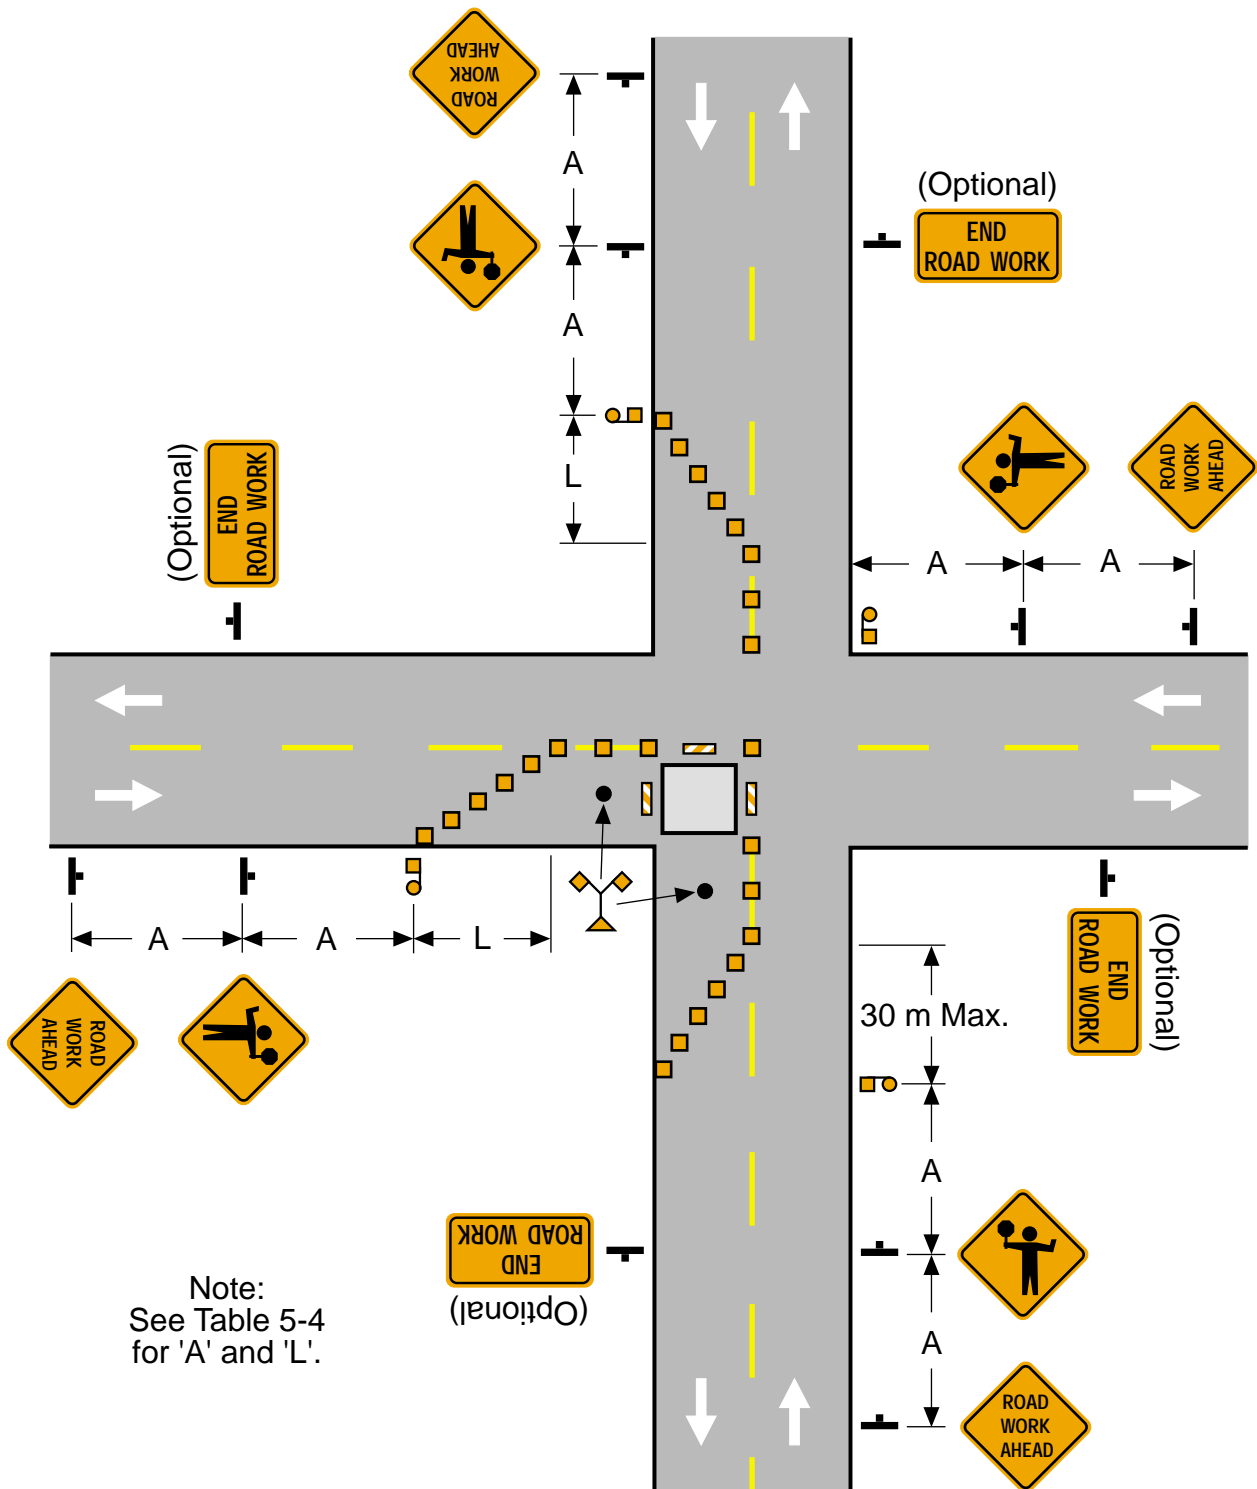 ROAD
WORK
AHEAD
A
(Optional)
END
ROAD WORK
A
(Optional)
END
ROAD WORK
L
ROAD
WORK
AHEAD
A
A
A
A
L
ROAD
WORK
AHEAD
END
ROAD WORK
(Optional)
30 m Max.
A
END
ROAD WORK
(Optional)
Note:
See Table 5-4
for 'A' and 'L'.
A
ROAD
WORK
AHEAD